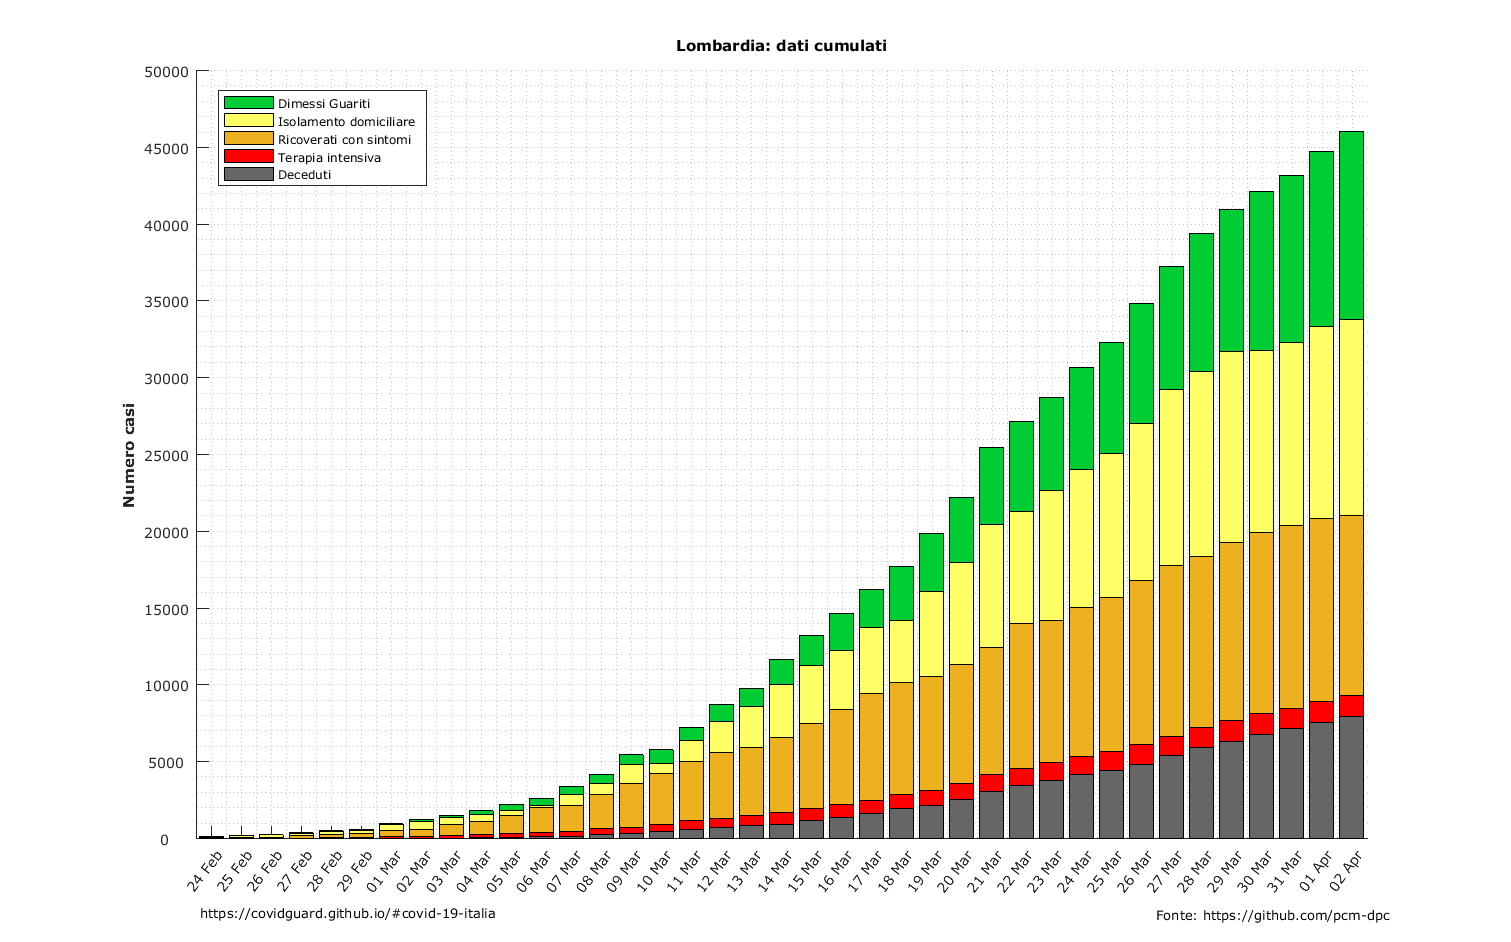 Lombardia: dati cumulati
50000
45000
40000
35000
30000
25000
20000
15000
10000
5000
0
Numero casi
Dimessi Guariti
Isolamento domiciliare
Ricoverati con sintomi
Terapia intensiva
Deceduti
24 Feb
25 Feb
26 Feb
27 Feb
28 Feb
29 Feb
01 Mar
02 Mar
03 Mar
04 Mar
05 Mar
06 Mar
07 Mar
08 Mar
09 Mar
10 Mar
11 Mar
12 Mar
13 Mar
14 Mar
15 Mar
16 Mar
17 Mar
18 Mar
19 Mar
20 Mar
21 Mar
22 Mar
23 Mar
24 Mar
25 Mar
26 Mar
27 Mar
28 Mar
29 Mar
30 Mar
31 Mar
01 Apr
02 Apr
https://covidguard.github.io/#covid-19-italia
Fonte: https://github.com/pcm-dpc